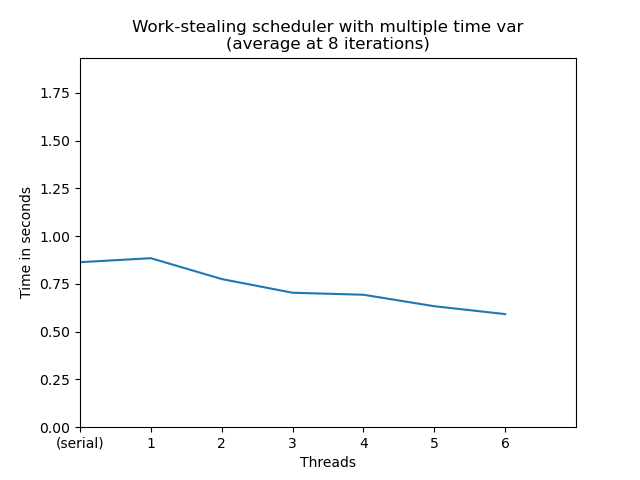 Work-stealing scheduler with multiple time var
(average at 8 iterations)
1.75
1.50
1.25
1.00
0.75
0.50
0.25
0.00
Time in seconds
(serial) 1 2 3 4 5 6
Threads